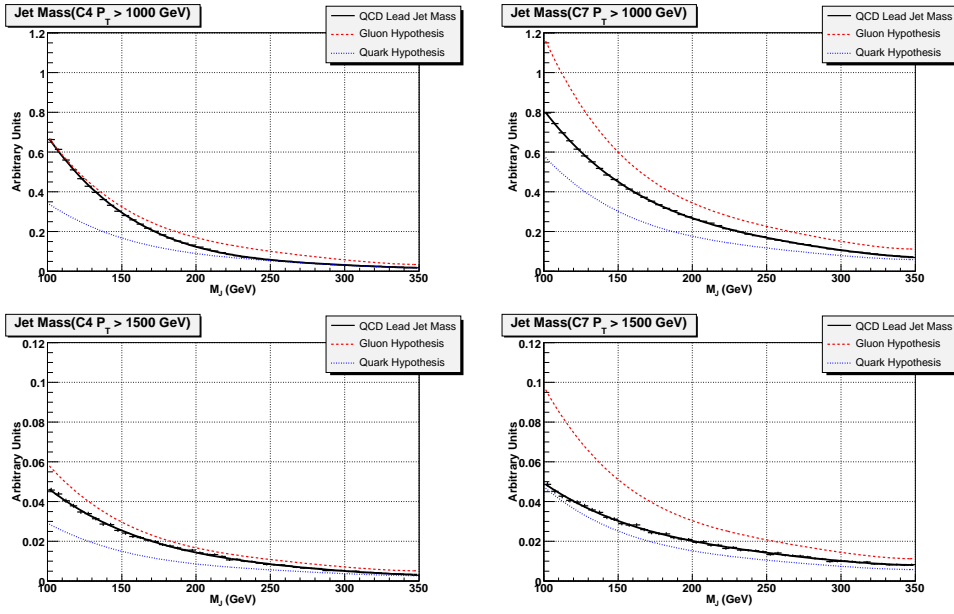 Jet Mass(C4 P_T > 1000 GeV)
QCD Lead Jet Mass
Gluon Hypothesis
Quark Hypothesis
Arbitrary Units
1.2
1
0.8
0.6
0.4
0.2
0
100 150 200 250 300 350
M_J (GeV)
Jet Mass(C7 P_T > 1000 GeV)
QCD Lead Jet Mass
Gluon Hypothesis
Quark Hypothesis
Arbitrary Units
1.2
1
0.8
0.6
0.4
0.2
0
100 150 200 250 300 350
M_J (GeV)
Jet Mass(C4 P_T > 1500 GeV)
QCD Lead Jet Mass
Gluon Hypothesis
Quark Hypothesis
Arbitrary Units
0.12
0.1
0.08
0.06
0.04
0.02
0
100 150 200 250 300 350
M_J (GeV)
Jet Mass(C7 P_T > 1500 GeV)
QCD Lead Jet Mass
Gluon Hypothesis
Quark Hypothesis
Arbitrary Units
0.12
0.1
0.08
0.06
0.04
0.02
0
100 150 200 250 300 350
M_J (GeV)